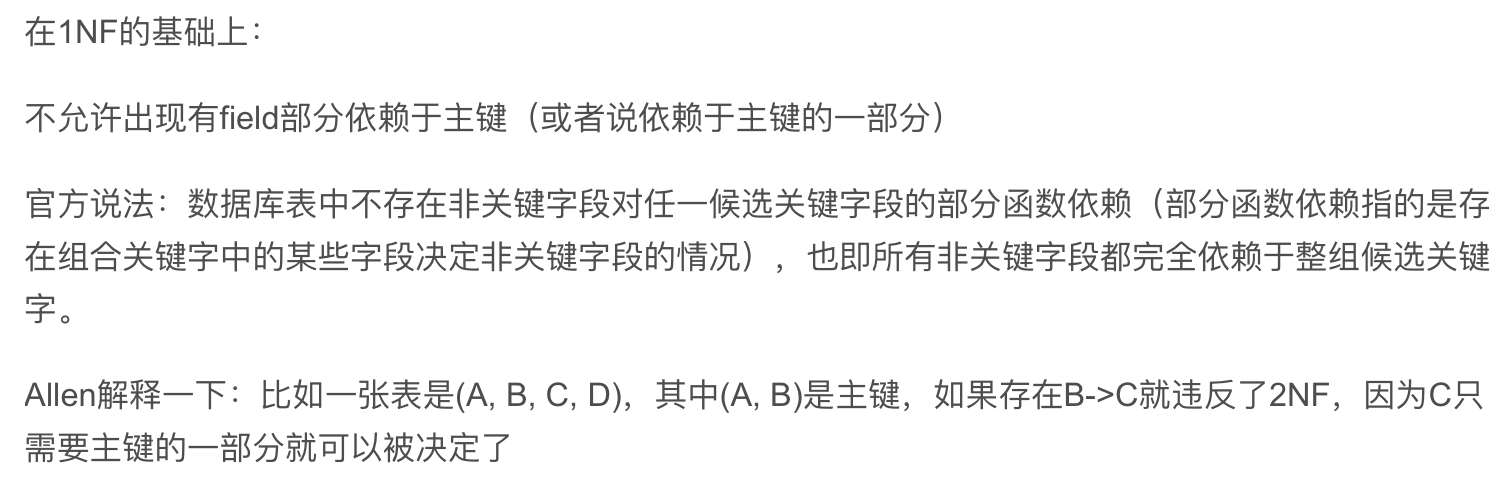 在1NF的基础上：
不允许出现有field部分依赖于主键（或者说依赖于主键的一部分）
官方说法：数据库表中不存在非关键字段对任一候选关键字段的部分函数依赖（部分函数依赖指的是存
在组合关键字中的某些字段决定非关键字段的情况），也即所有非关键字段都完全依赖于整组候选关键
字。
Allen解释一下：比如一张表是(A, B, C, D)，其中(A, B)是主键，如果存在B->C就违反了2NF，因为C只
需要主键的一部分就可以被决定了